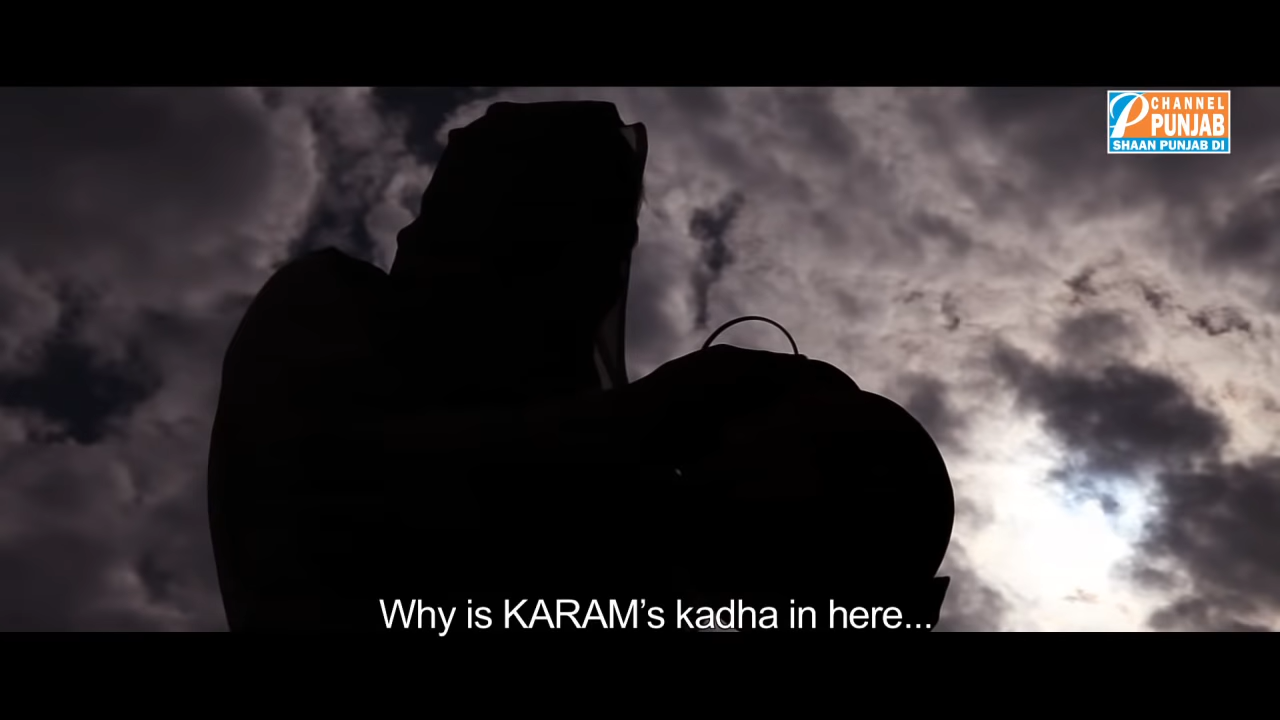 CHANNEL
PUNJAB
SHAAN PUNJAB DI
Why is KARAM’s kadha in here...